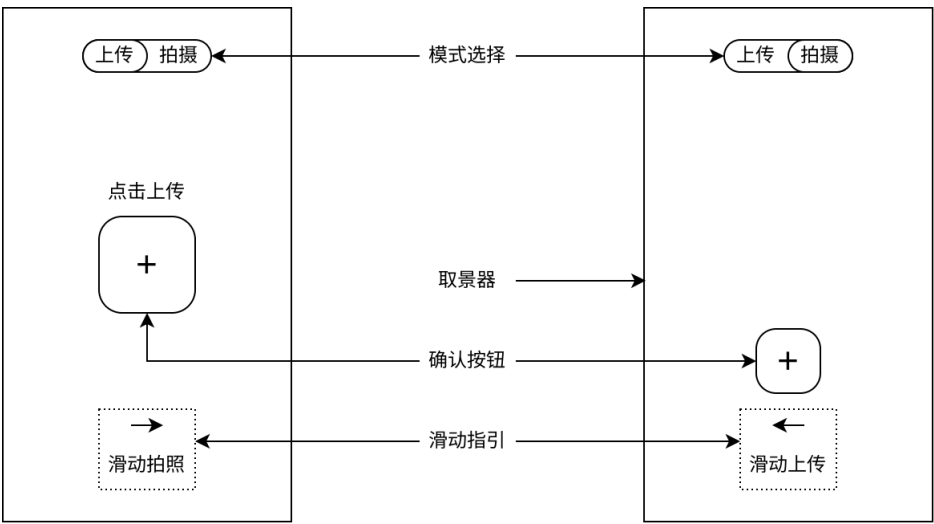 上传 拍摄
模式选择
上传 拍摄
点击上传
+
取景器
确认按钮
+
滑动拍照
滑动指引
滑动上传